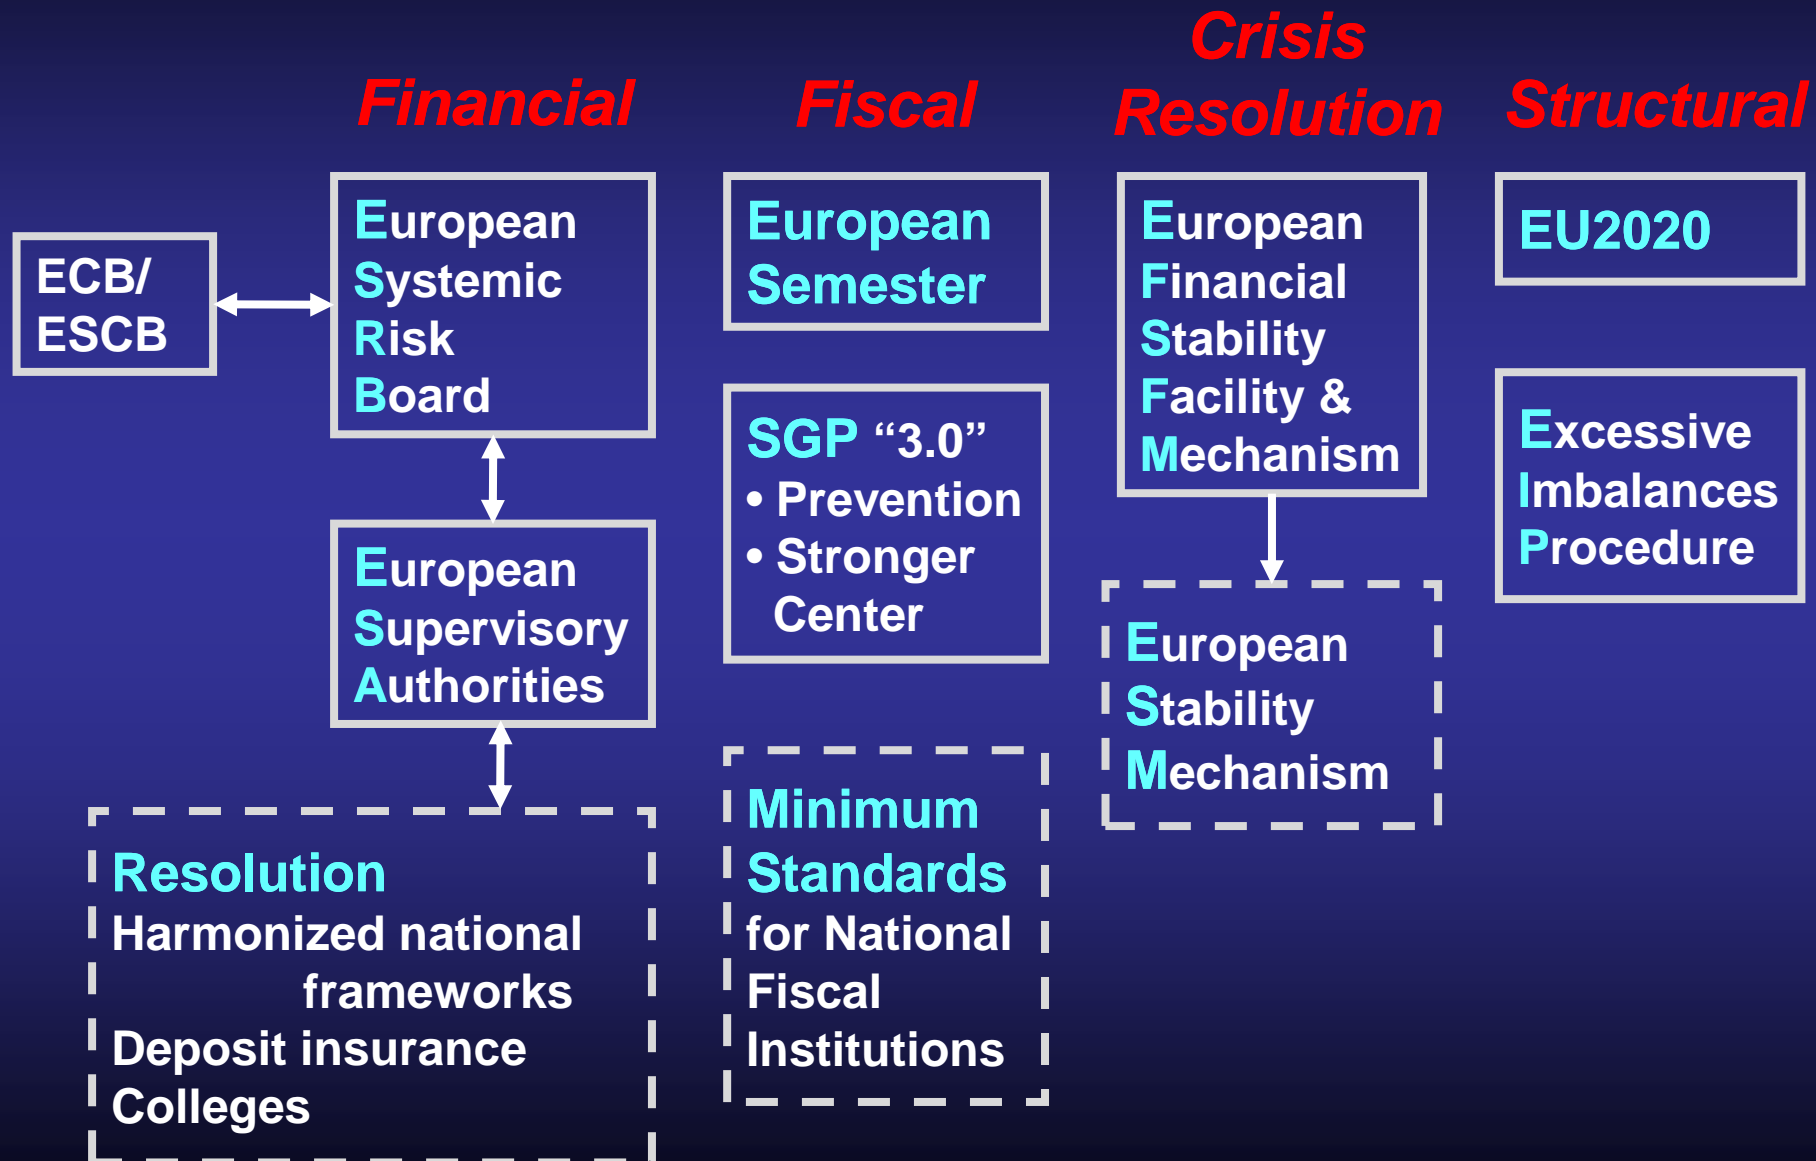 Financial
Fiscal
Crisis
Resolution
Structural
ECB/
ESCB
European
Systemic
Risk
Board
European
Supervisory
Authorities
Resolution
Harmonized national
frameworks
Deposit insurance
Colleges
European
Semester
SGP “3.0”
• Prevention
• Stronger
Center
Minimum
Standards
for National
Fiscal
Institutions
European
Financial
Stability
Facility &
Mechanism
European
Stability
Mechanism
EU2020
Excessive
Imbalances
Procedure